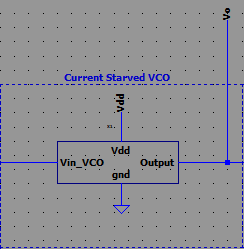 Vo
Current Starved VCO
Vdd
Vdd
Vin_VCO
Output
gnd